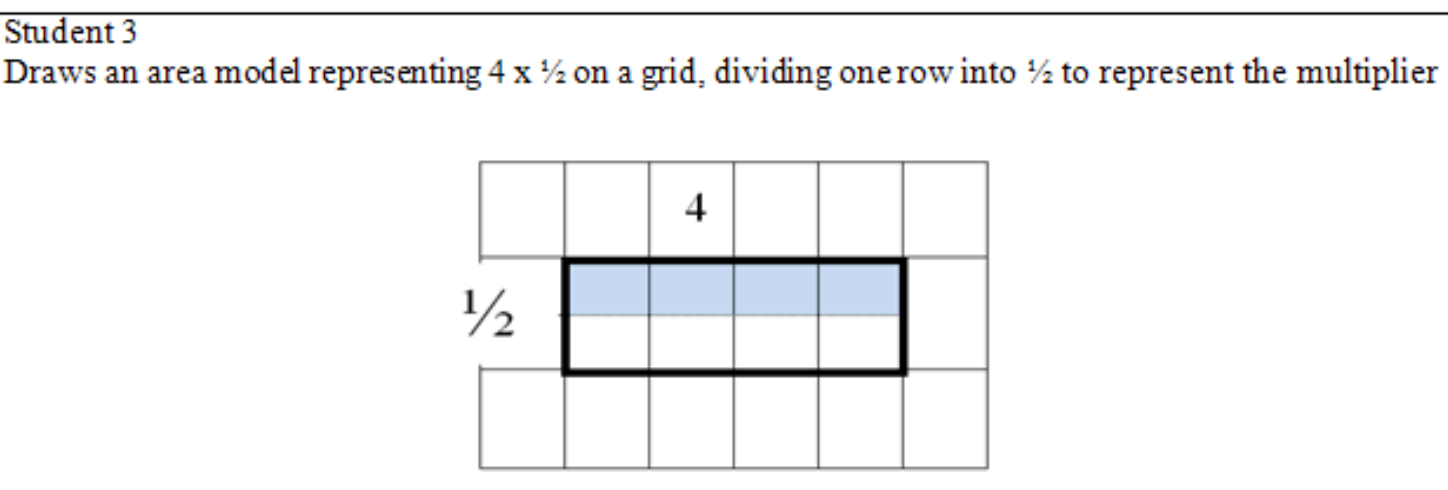 Student 3
Draws an area model representing 4 x ½ on a grid, dividing one row into ½ to represent the multiplier
4
½